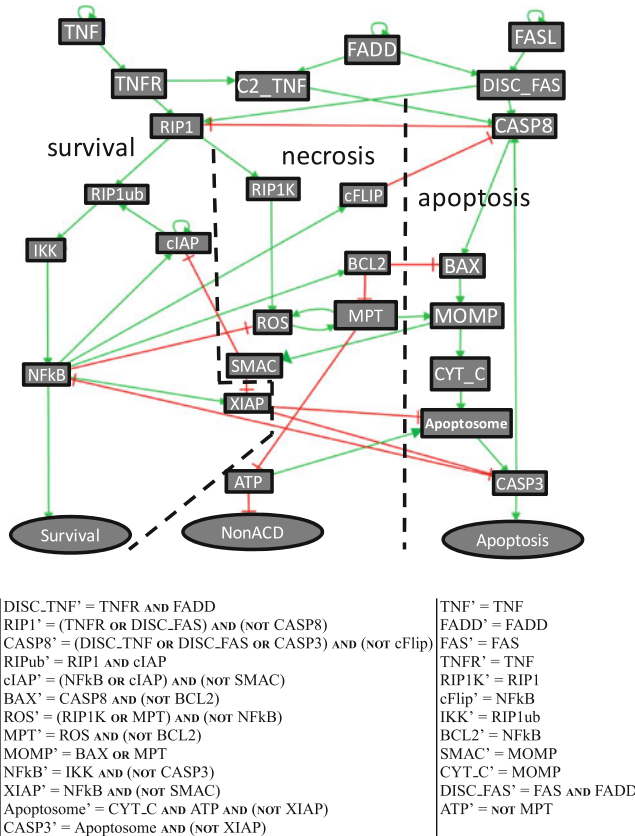 TNF
FADD
FASL
TNFR
C2_TNF
DISC_FAS
RIP1
CASP8
survival
necrosis
apoptosis
RIP1ub
RIP1K
cFLIP
IKK
cIAP
BCL2
BAX
ROS
MPT
MOMP
SMAC
NFkB
CYT_C
XIAP
Apoptosome
ATP
CASP3
Survival
NonACD
Apoptosis
DISC_TNF' = TNFR AND FADD
RIP1' = (TNFR OR DISC_FAS) AND (NOT CASP8)
CASP8' = (DISC_TNF OR DISC_FAS OR CASP3) AND (NOT cFlip)
RIPub' = RIP1 AND cIAP
cIAP' = (NFkB OR cIAP) AND (NOT SMAC)
BAX' = CASP8 AND (NOT BCL2)
ROS' = (RIP1K OR MPT) AND (NOT NFkB)
MPT' = ROS AND (NOT BCL2)
MOMP' = BAX OR MPT
NFkB' = IKK AND (NOT CASP3)
XIAP' = NFkB AND (NOT SMAC)
Apoptosome' = CYT_C AND ATP AND (NOT XIAP)
CASP3' = Apoptosome AND (NOT XIAP)
TNF' = TNF
FADD' = FADD
FAS' = FAS
TNFR' = TNF
RIP1K' = RIP1
cFlip' = NFkB
IKK' = RIP1ub
BCL2' = NFkB
SMAC' = MOMP
CYT_C' = MOMP
DISC_FAS' = FAS AND FADD
ATP' = NOT MPT